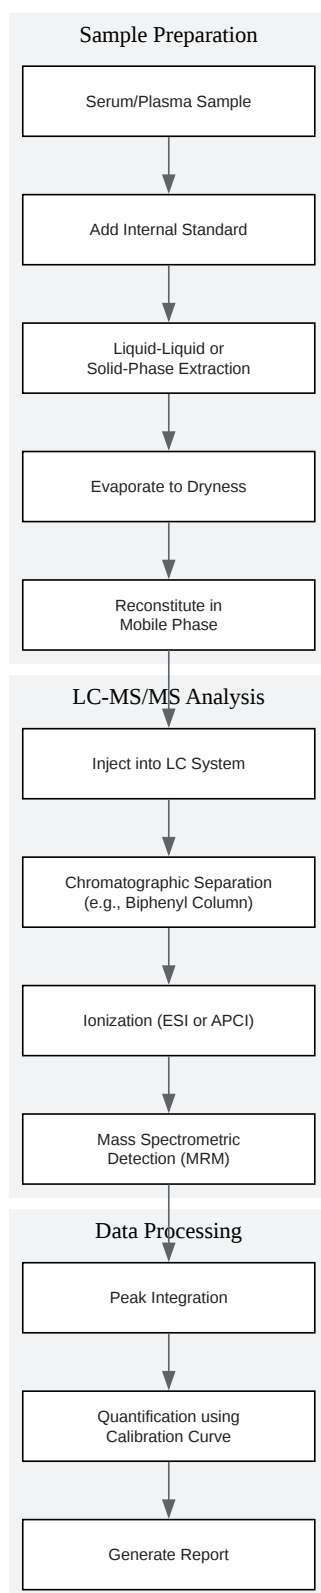 Sample Preparation
Serum/Plasma Sample
Add Internal Standard
Liquid-Liquid or
Solid-Phase Extraction
Evaporate to Dryness
Reconstitute in
Mobile Phase
LC-MS/MS Analysis
Inject into LC System
Chromatographic Separation
(e.g., Biphenyl Column)
Ionization (ESI or APCI)
Mass Spectrometric
Detection (MRM)
Data Processing
Peak Integration
Quantification using
Calibration Curve
Generate Report